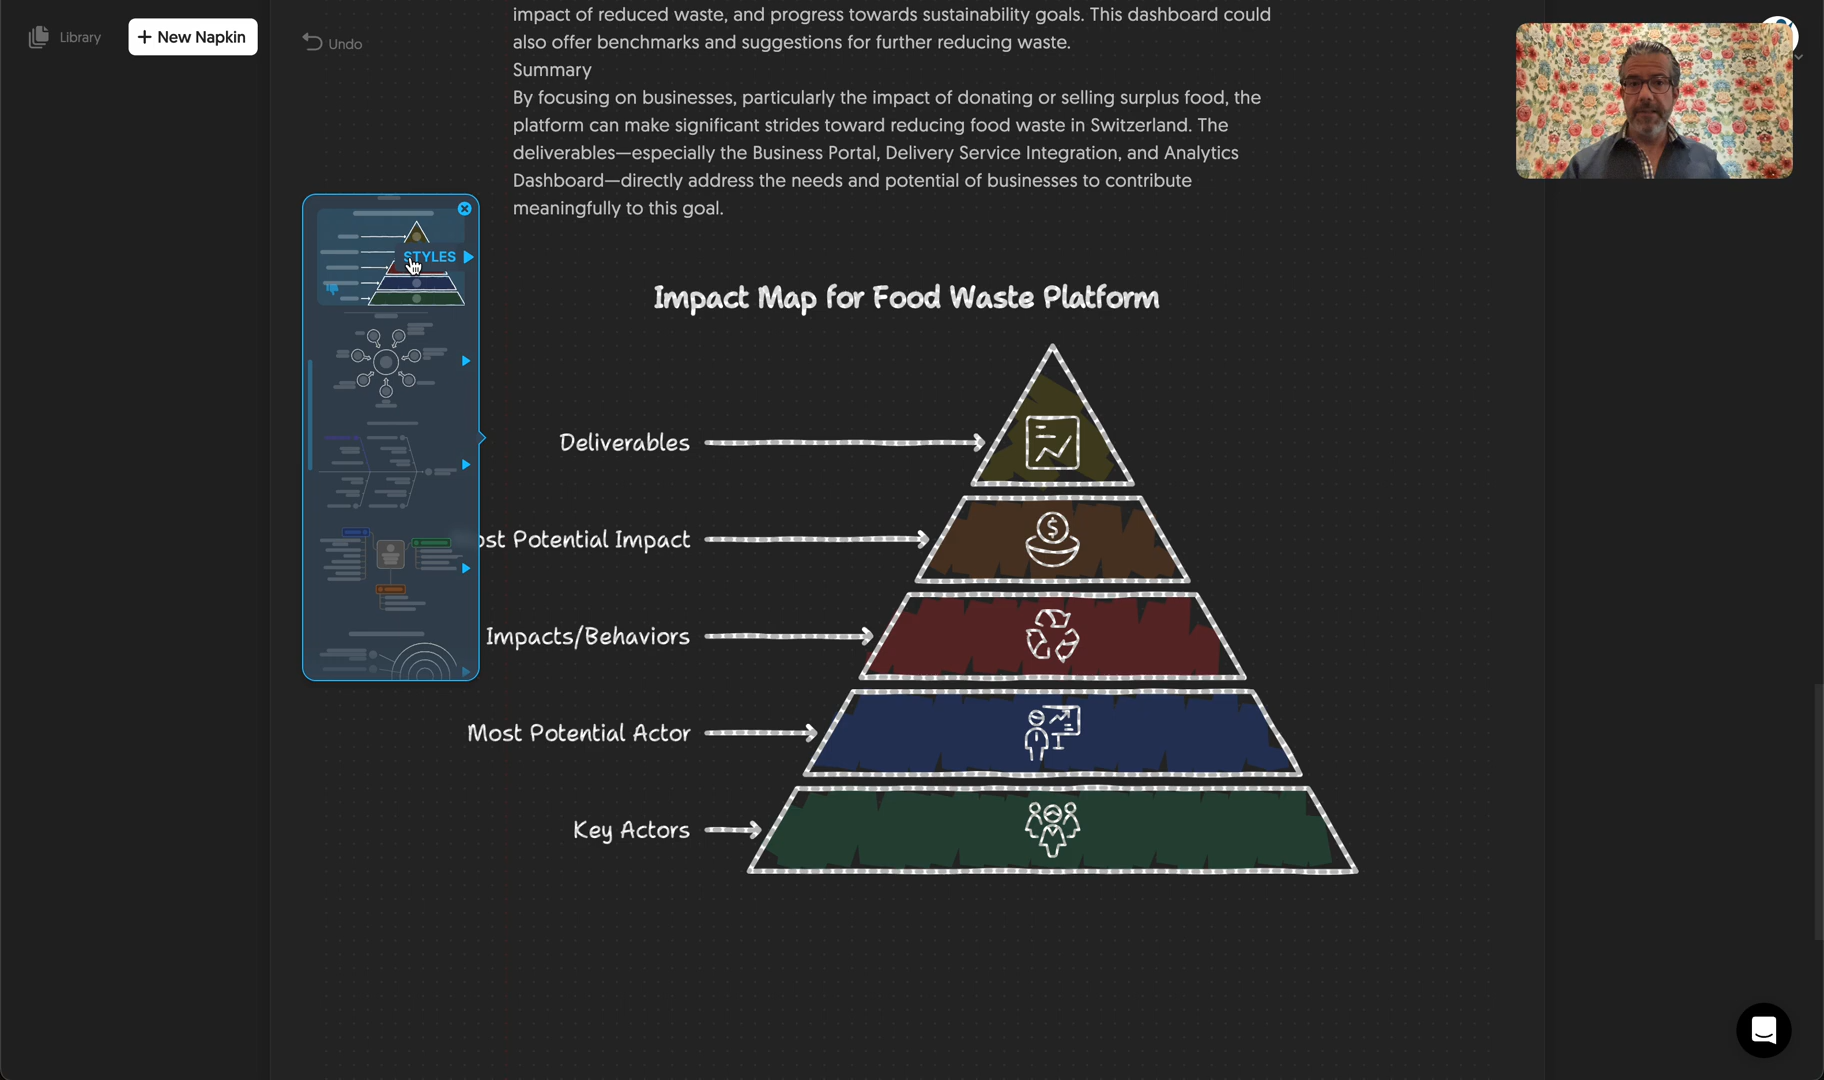 Library
+ New Napkin
Undo
impact of reduced waste, and progress towards sustainability goals. This dashboard could
also offer benchmarks and suggestions for further reducing waste.
Summary
By focusing on businesses, particularly the impact of donating or selling surplus food, the
platform can make significant strides toward reducing food waste in Switzerland. The
deliverables—especially the Business Portal, Delivery Service Integration, and Analytics
Dashboard—directly address the needs and potential of businesses to contribute
meaningfully to this goal.
STYLES
Impact Map for Food Waste Platform
Deliverables
ost Potential Impact
$
Impacts/Behaviors
Most Potential Actor
Key Actors